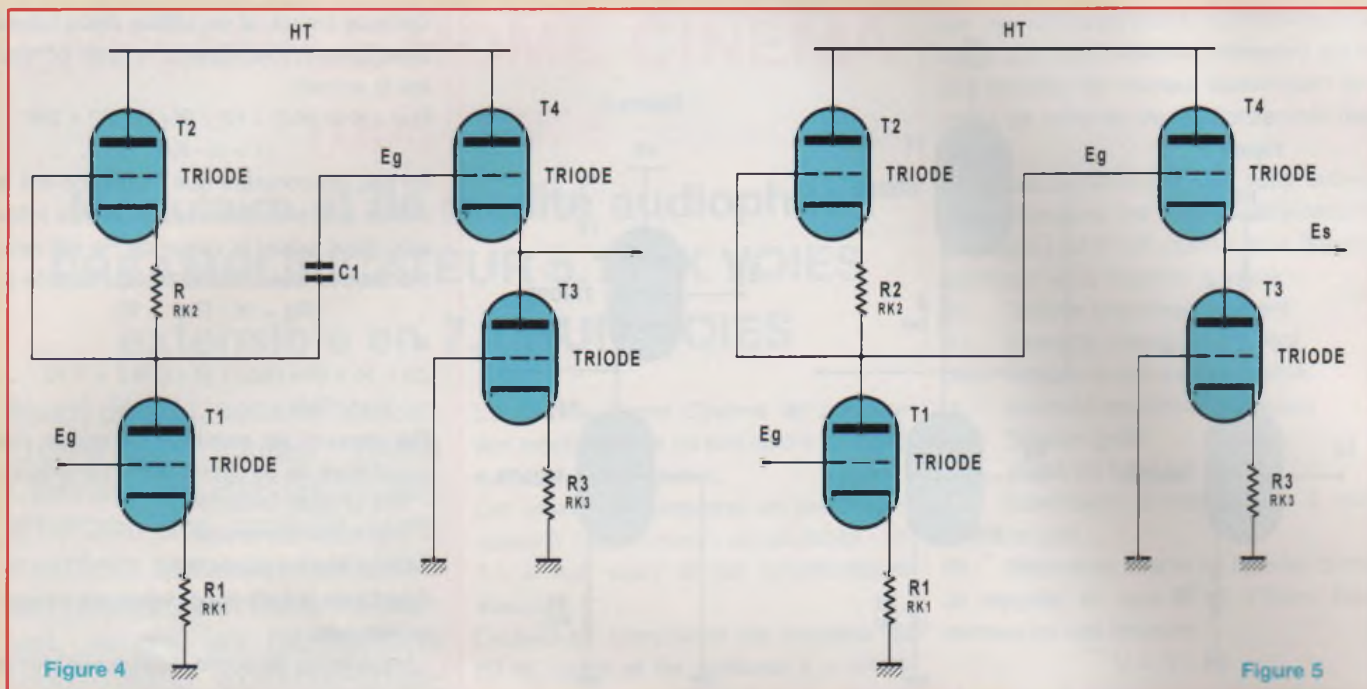 HT
T2
T4
Eg
TRIODE
TRIODE
R
RK2
C1
T3
TRIODE
T1
Eg
TRIODE
R3
RK3
R1
RK1
Figure 4
HT
T2
T4
Eg
TRIODE
TRIODE
Es
R2
RK2
T3
TRIODE
T1
Eg
TRIODE
R3
RK3
R1
RK1
Figure 5